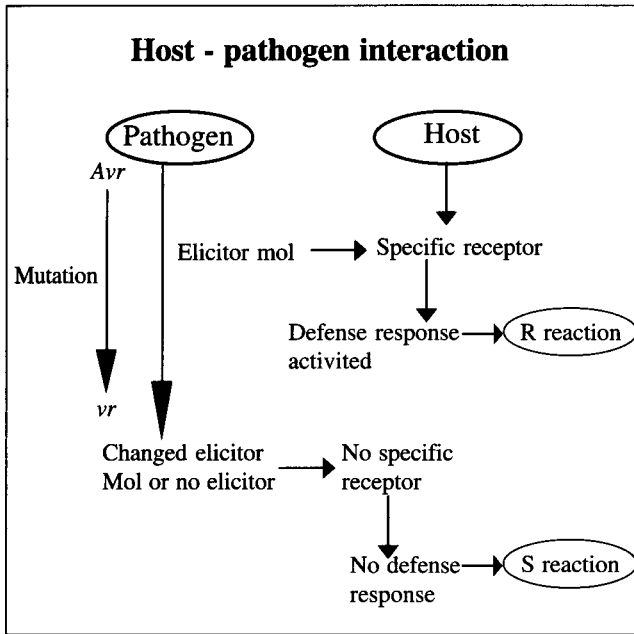 Host - pathogen interaction
Pathogen
Host
Avr
Elicitor mol
Specific receptor
Mutation
Defense response
activited
R reaction
vr
Changed elicitor
Mol or no elicitor
No specific
receptor
No defense
response
S reaction